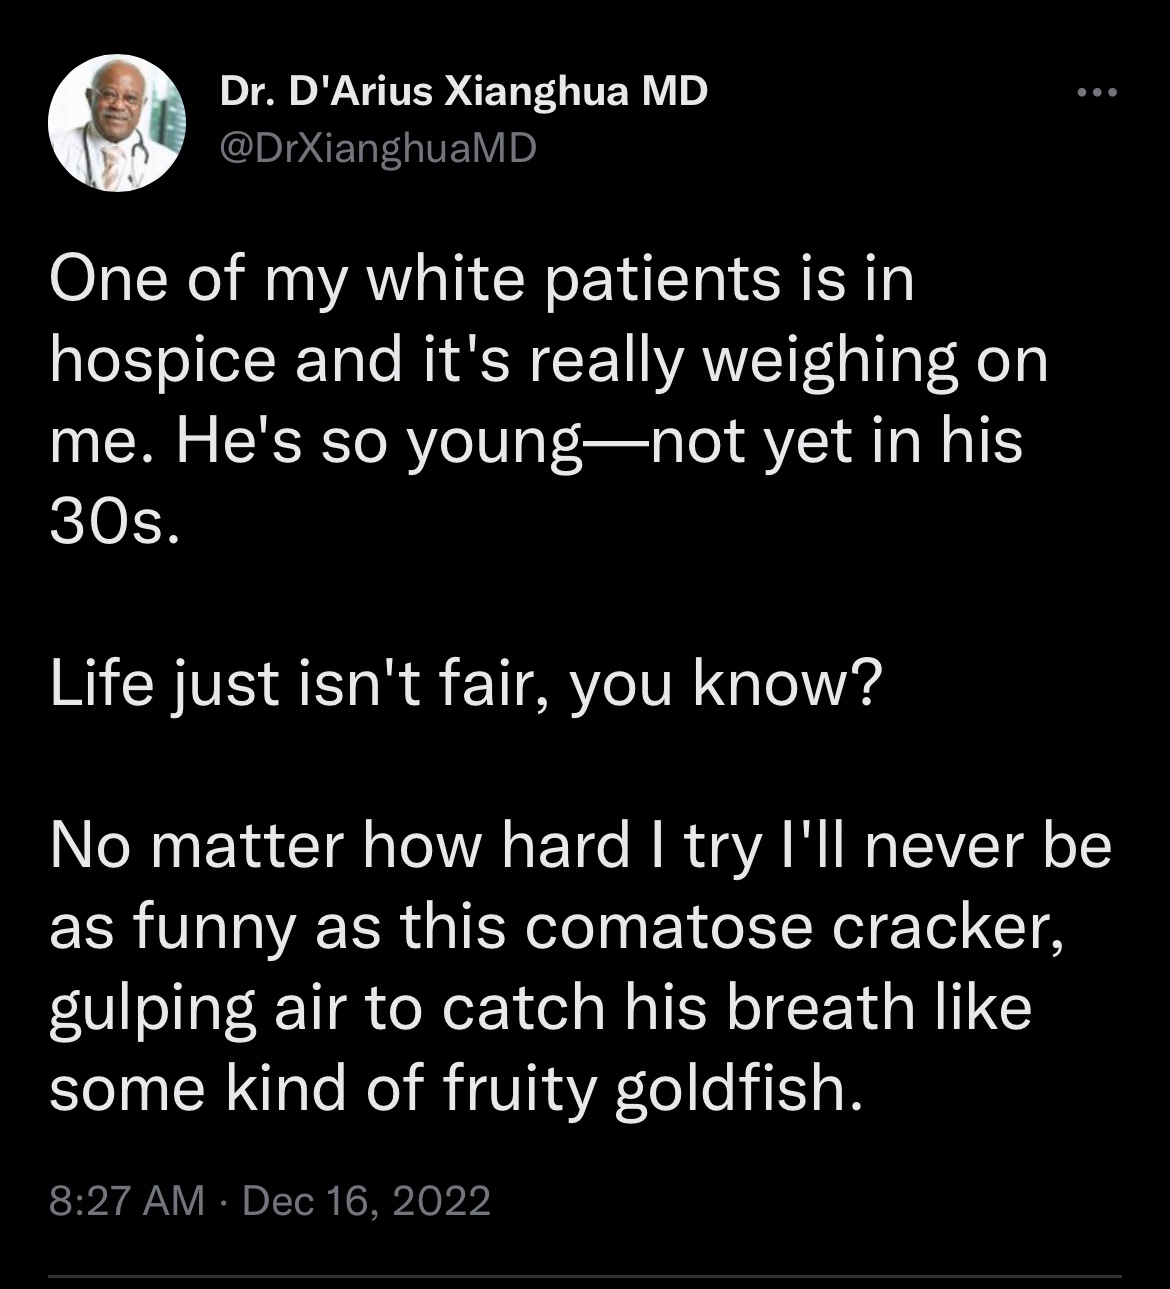 Dr. D'Arius Xianghua MD
@DrXianghuaMD
One of my white patients is in
hospice and it's really weighing on
me. He's so young—not yet in his
30s.
Life just isn't fair, you know?
No matter how hard I try I'll never be
as funny as this comatose cracker,
gulping air to catch his breath like
some kind of fruity goldfish.
8:27 AM · Dec 16, 2022